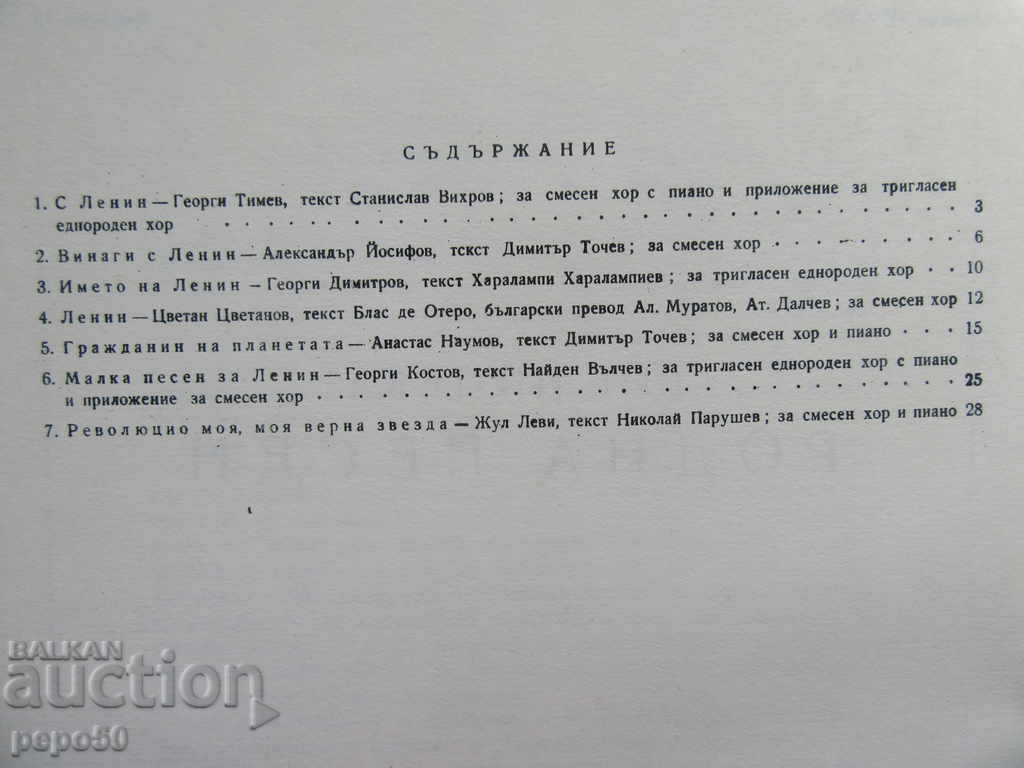 СЪДЪРЖАНИЕ
1. С Ленин — Георги Тимев, текст Станислав Вихров; за смесен хор с пиано и приложение за тригласен
еднороден хор . . . . . . . . . . . . . . . . . . . . . . . . . . . . . . . . 3
2. Винаги с Ленин — Александър Йосифов, тскст Димитър Точев; за смесен хор . . . . . . . . . 6
3. Името на Ленин — Георги Димитров, текст Харалампи Харалампиев; за тригласен еднороден хор . . 10
4. Ленин — Цветан Цветанов, текст Блас де Отеро, български превод Ал. Муратов, Ат. Далчев; за смесен хор 12
5. Гражданин на планетата — Анастас Наумов, текст Димитър Точев; за смесен хор и пиано . . . 15
6. Малка песен за Ленин — Георги Костов, текст Найден Вълчев; за тригласен еднороден хор с пиано
и приложение за смесен хор . . . . . . . . . . . . . . . . . . . . . . . . . . 25
7. Революцио моя, моя верна звезда — Жул Леви, текст Николай Парушев; за смесен хор и пиано 28
BALKAN
auction
pepo50